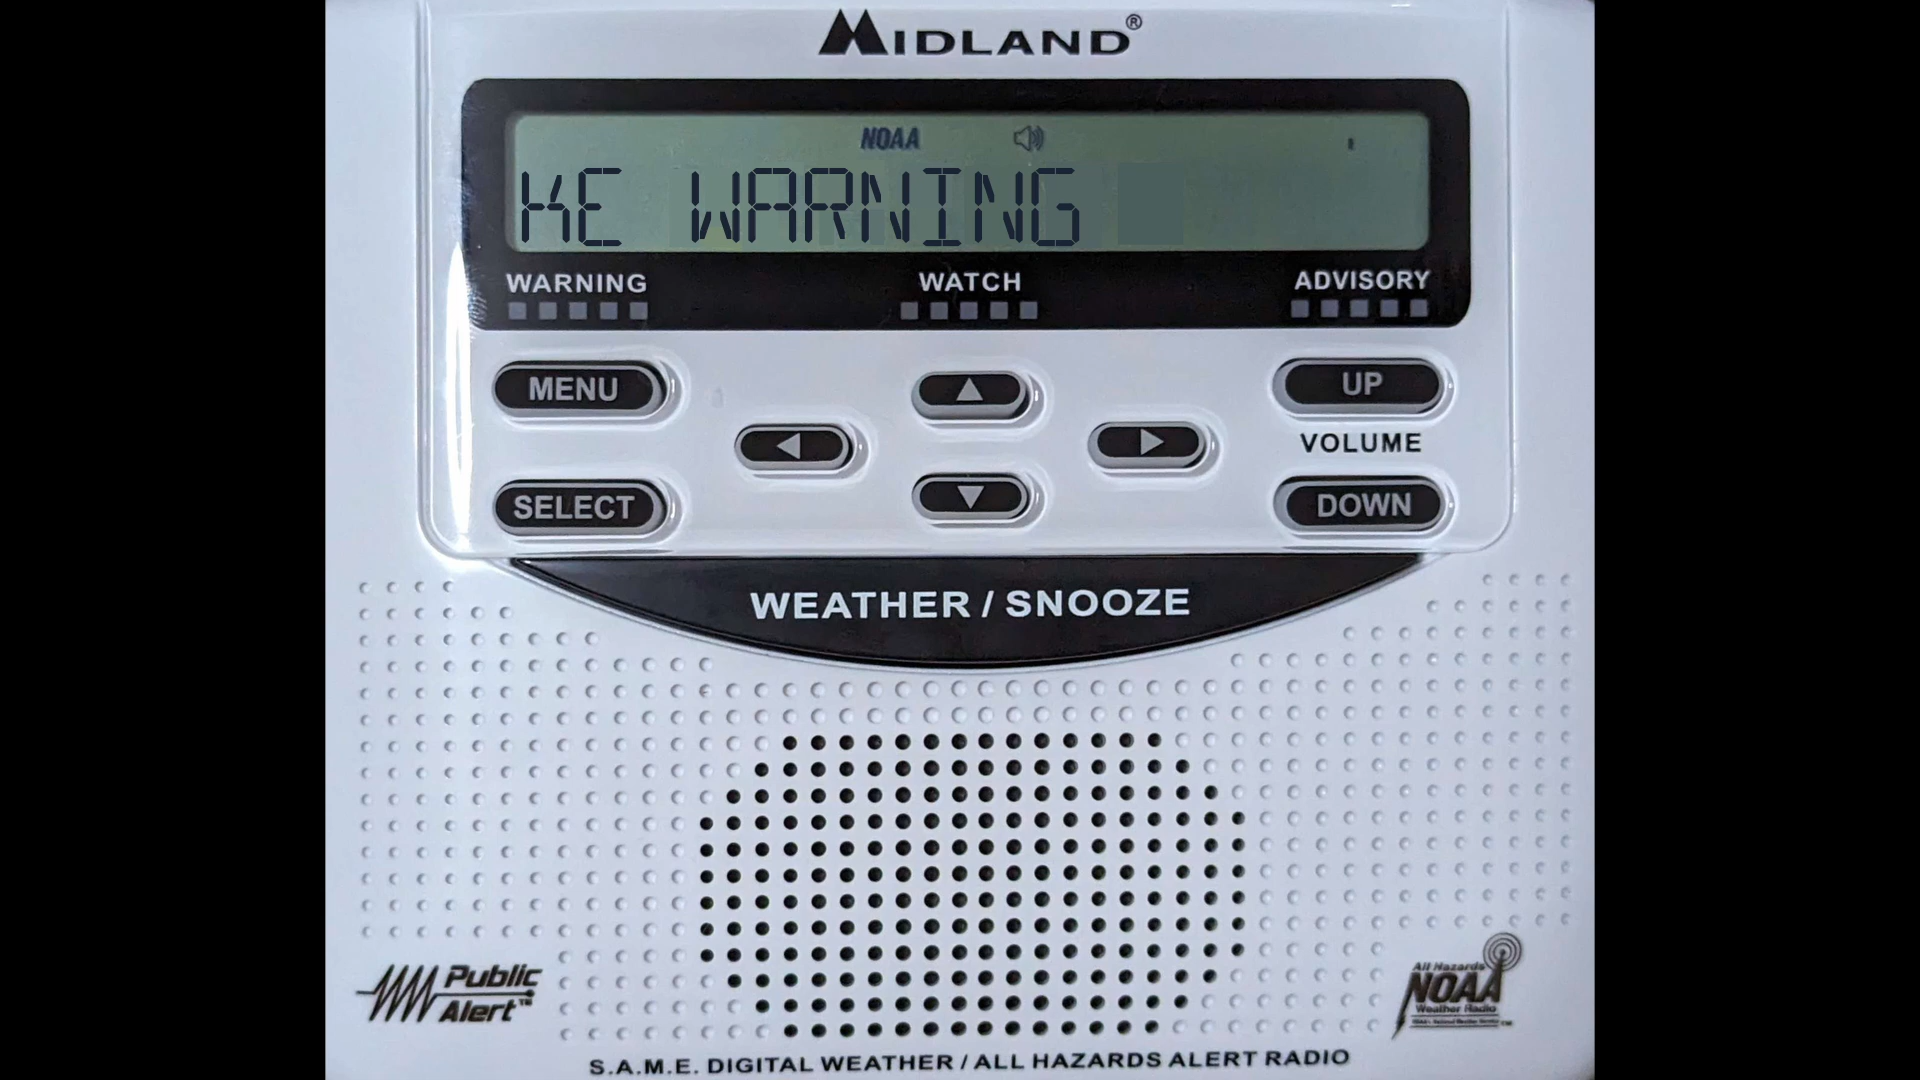 MIDLAND®
NOAA
KE WARNING
WARNING WATCH ADVISORY
MENU UP
VOLUME
SELECT DOWN
WEATHER / SNOOZE
Public Alert™
All Hazards
NOAA
Weather Radio
S.A.M.E. DIGITAL WEATHER / ALL HAZARDS ALERT RADIO